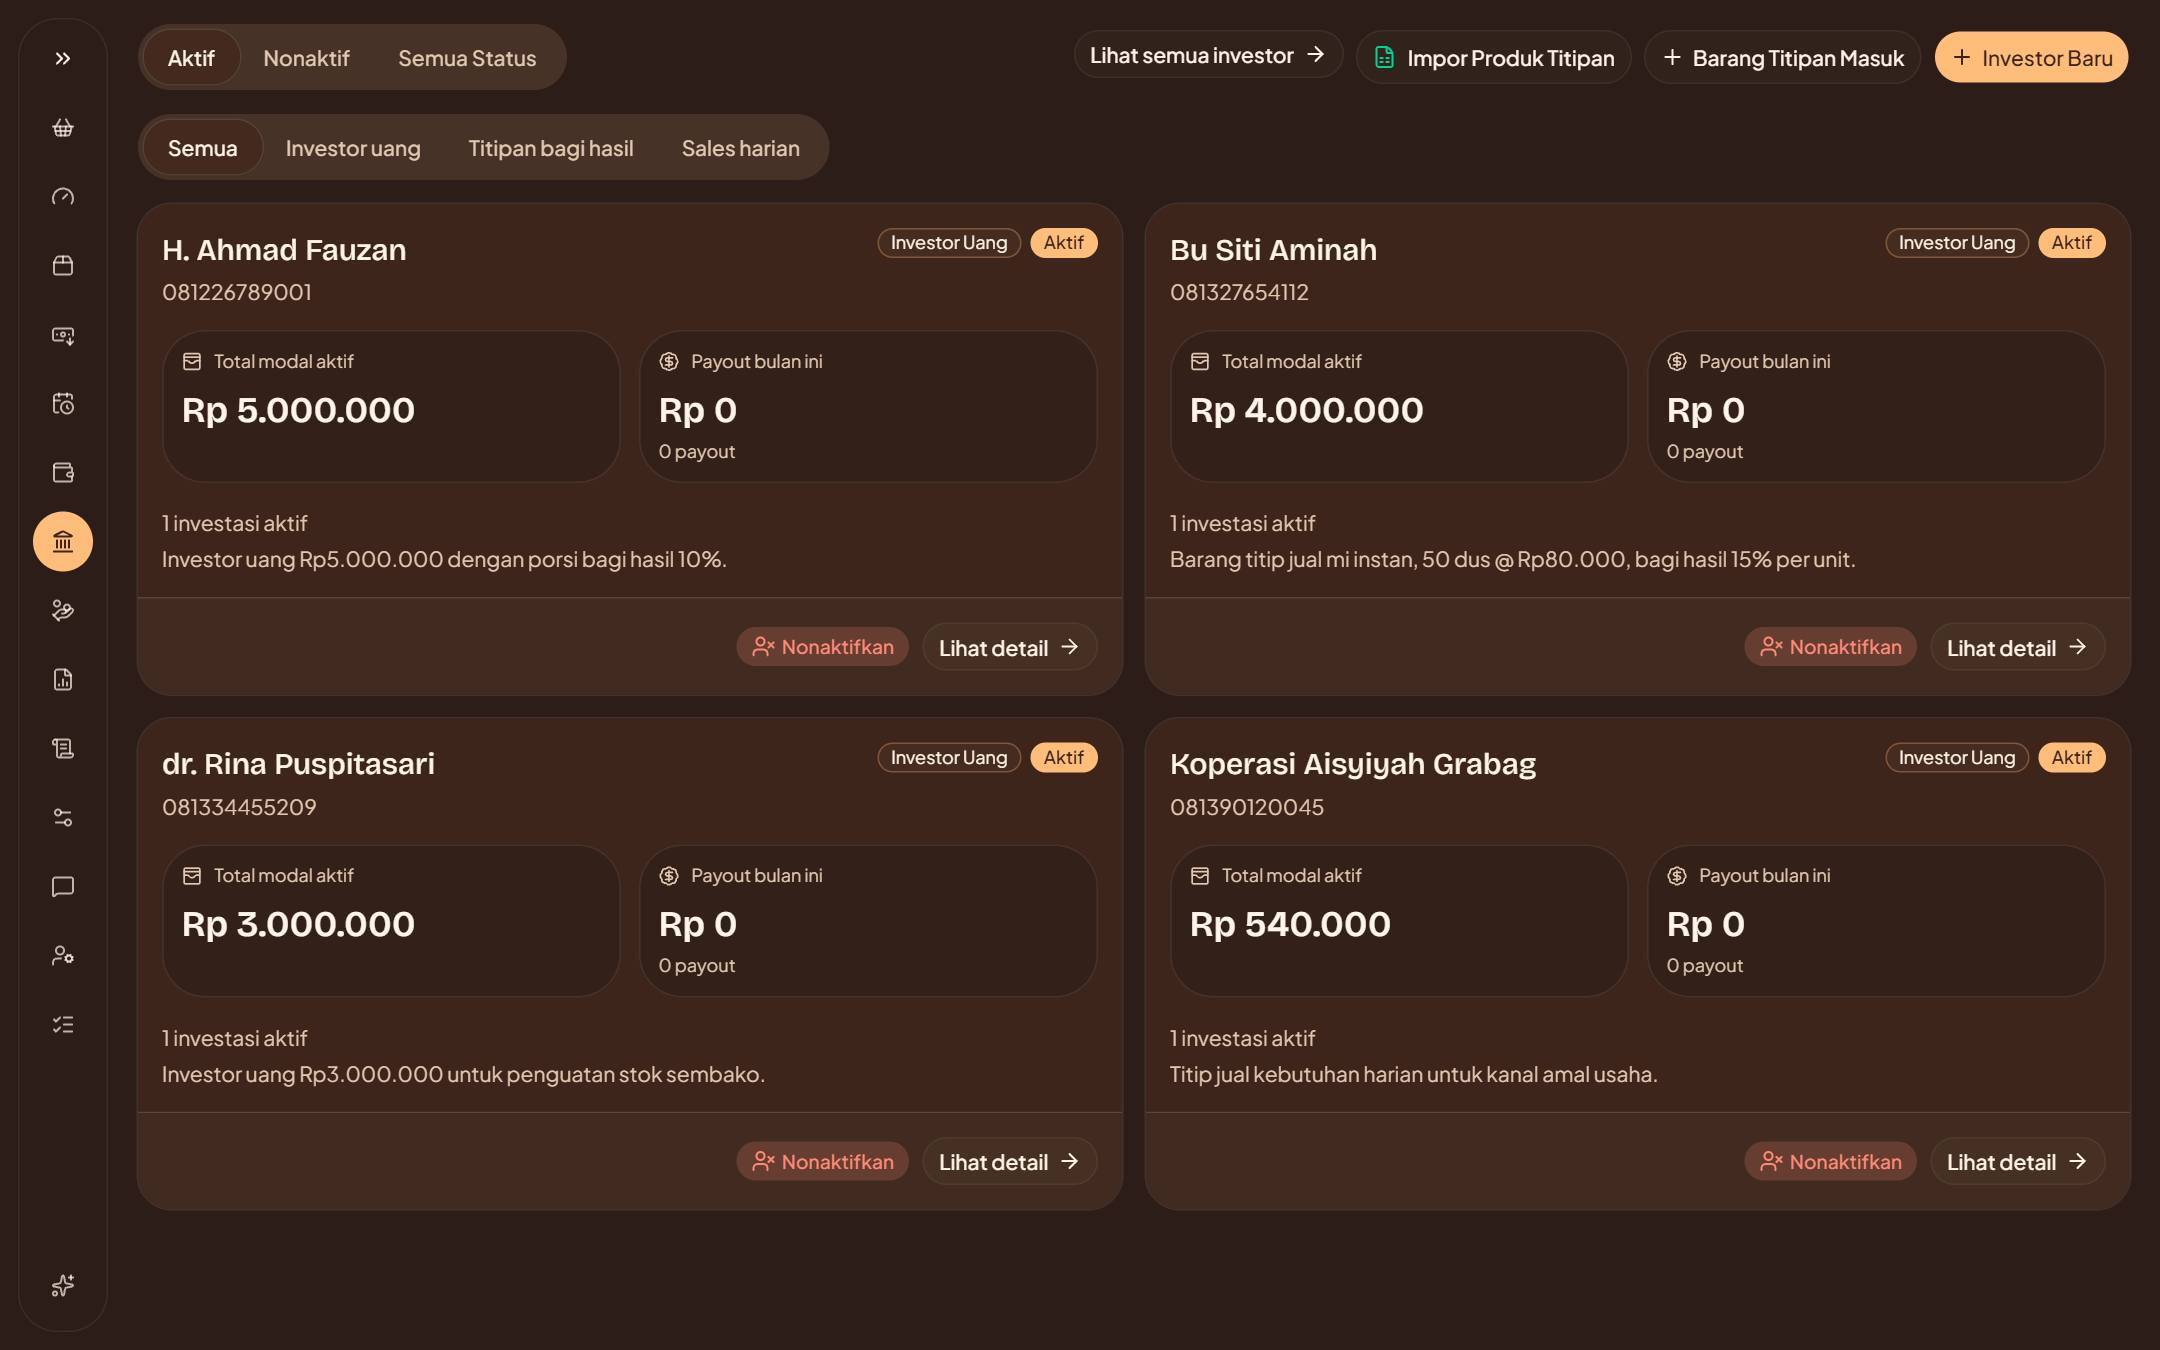 Aktif
Nonaktif
Semua Status
Lihat semua investor
Impor Produk Titipan
Barang Titipan Masuk
Investor Baru
Semua
Investor uang
Titipan bagi hasil
Sales harian
H. Ahmad Fauzan
Investor Uang
Aktif
081226789001
Total modal aktif
Rp 5.000.000
Payout bulan ini
Rp 0
0 payout
1 investasi aktif
Investor uang Rp5.000.000 dengan porsi bagi hasil 10%.
Nonaktifkan
Lihat detail
Bu Siti Aminah
Investor Uang
Aktif
081327654112
Total modal aktif
Rp 4.000.000
Payout bulan ini
Rp 0
0 payout
1 investasi aktif
Barang titip jual mi instan, 50 dus @ Rp80.000, bagi hasil 15% per unit.
Nonaktifkan
Lihat detail
dr. Rina Puspitasari
Investor Uang
Aktif
081334455209
Total modal aktif
Rp 3.000.000
Payout bulan ini
Rp 0
0 payout
1 investasi aktif
Investor uang Rp3.000.000 untuk penguatan stok sembako.
Nonaktifkan
Lihat detail
Koperasi Aisyiyah Grabag
Investor Uang
Aktif
081390120045
Total modal aktif
Rp 540.000
Payout bulan ini
Rp 0
0 payout
1 investasi aktif
Titip jual kebutuhan harian untuk kanal amal usaha.
Nonaktifkan
Lihat detail